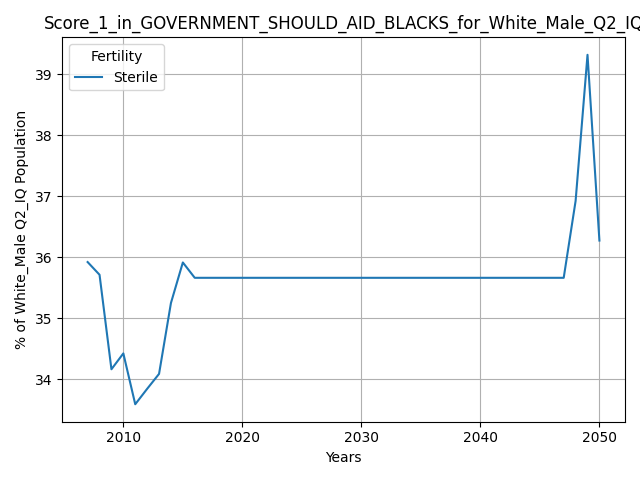 Score_1_in_GOVERNMENT_SHOULD_AID_BLACKS_for_White_Male_Q2_IQ
Fertility
Sterile
% of White_Male Q2_IQ Population
39
38
37
36
35
34
2010 2020 2030 2040 2050
Years